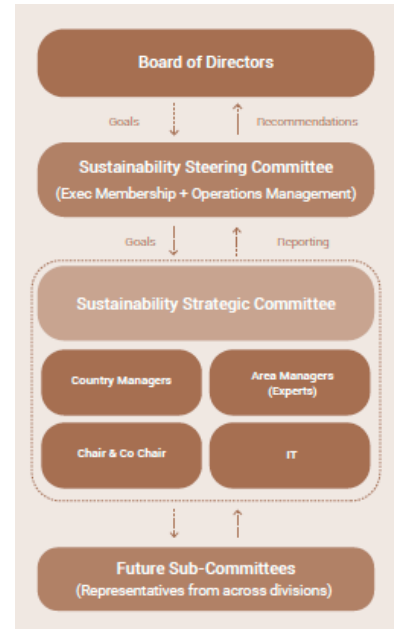 Board of Directors
Goals
Recommendations
Sustainability Steering Committee
(Exec Membership + Operations Management)
Goals
Reporting
Sustainability Strategic Committee
Country Managers
Area Managers
(Experts)
Chair & Co Chair
IT
Future Sub-Committees
(Representatives from across divisions)